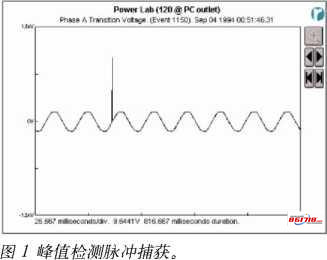 Power Lab (120 @ PC outlet)
Phase A Transition Voltage. (Event 1150). Sep 04 1994 00:51:46.31
0V
26.667 milliseconds/div. 9.6441V 816.667 milliseconds duration.
图 1 峰值检测脉冲捕获。